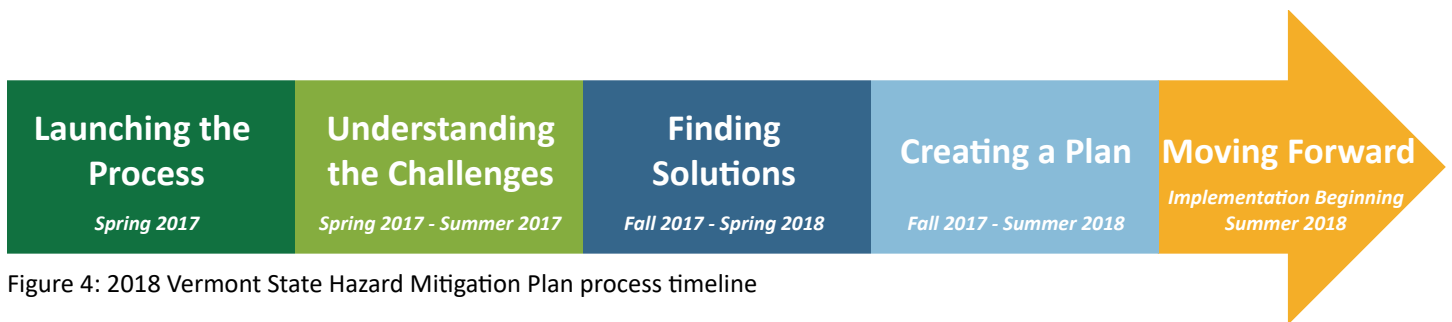 Launching the
Process
Spring 2017
Understanding
the Challenges
Spring 2017 - Summer 2017
Finding
Solutions
Fall 2017 - Spring 2018
Creating a Plan
Fall 2017 - Summer 2018
Moving Forward
Implementation Beginning
Summer 2018
Figure 4: 2018 Vermont State Hazard Mitigation Plan process timeline